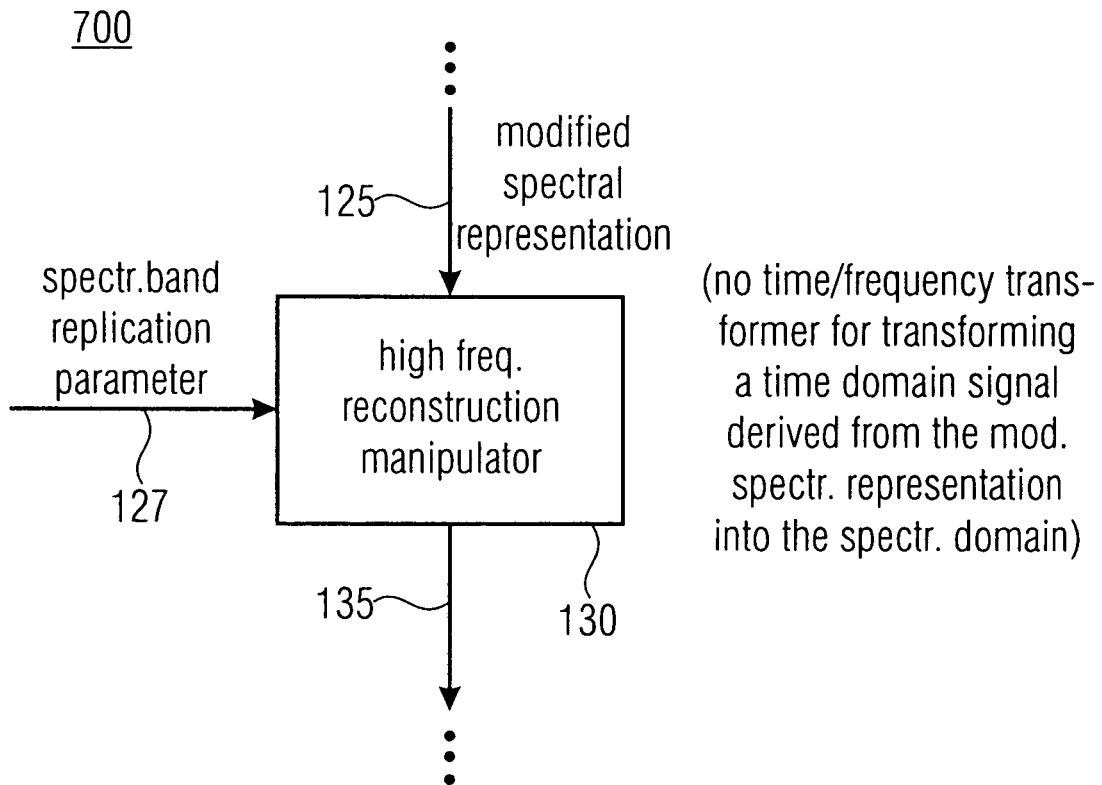 700
modified
spectral
representation
125
spectr.band
replication
parameter
127
high freq.
reconstruction
manipulator
130
135
(no time/frequency trans-
former for transforming
a time domain signal
derived from the mod.
spectr. representation
into the spectr. domain)